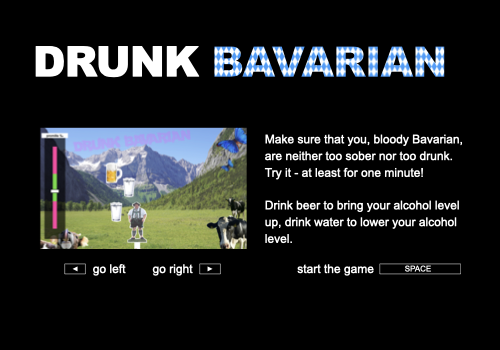 DRUNK BAVARIAN
DRUNK BAVARIAN
Make sure that you, bloody Bavarian,
are neither too sober nor too drunk.
Try it - at least for one minute!
Drink beer to bring your alcohol level
up, drink water to lower your alcohol
level.
◄ go left go right ► start the game SPACE